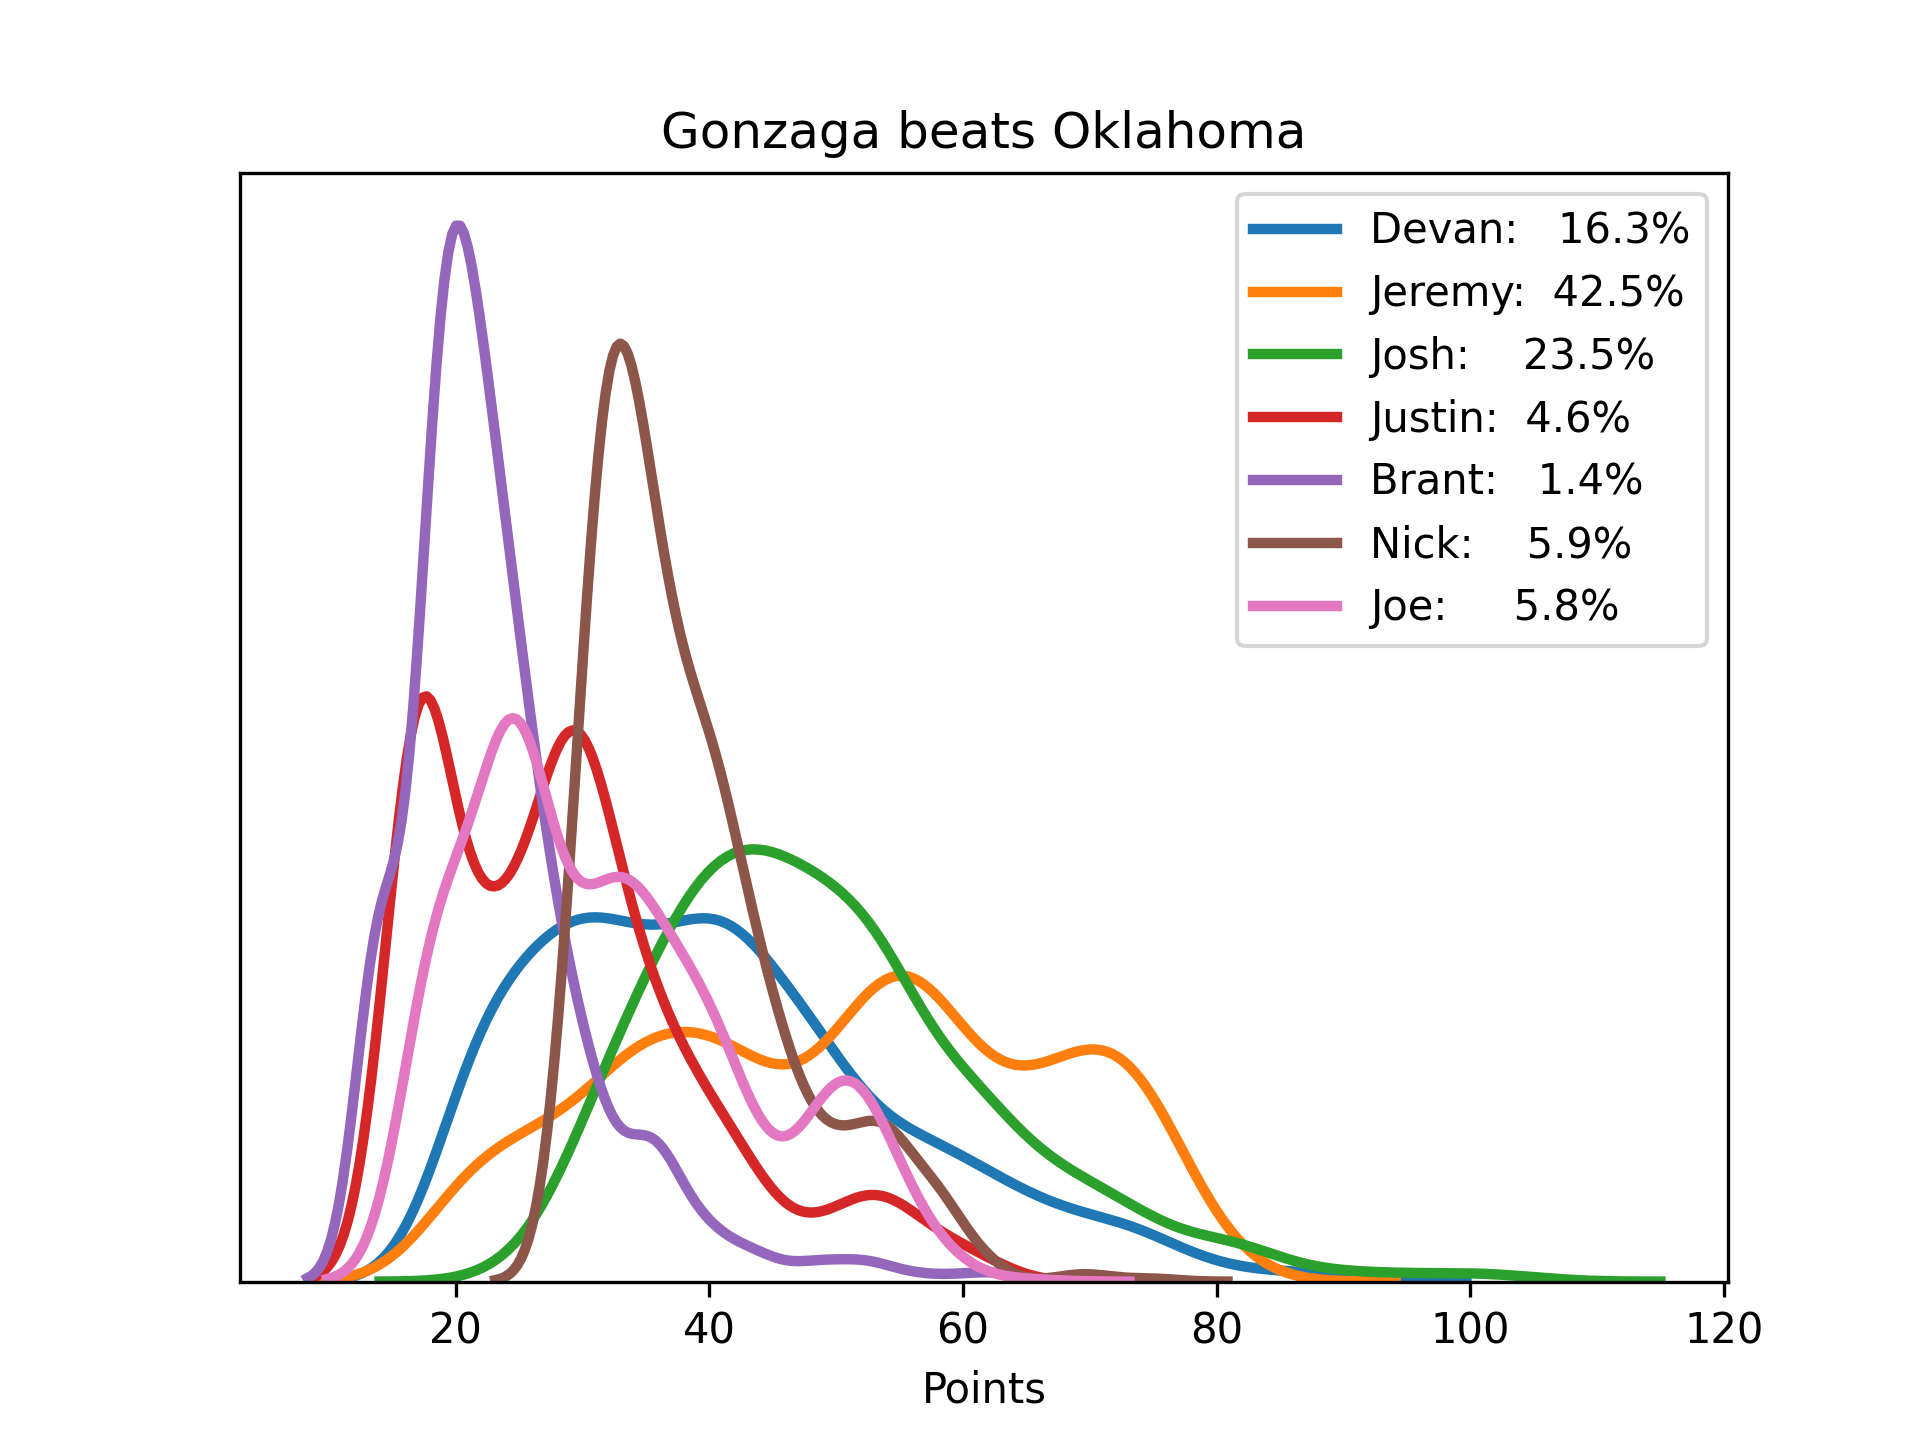 Gonzaga beats Oklahoma
Devan: 16.3%
Jeremy: 42.5%
Josh: 23.5%
Justin: 4.6%
Brant: 1.4%
Nick: 5.9%
Joe: 5.8%
20 40 60 80 100 120
Points